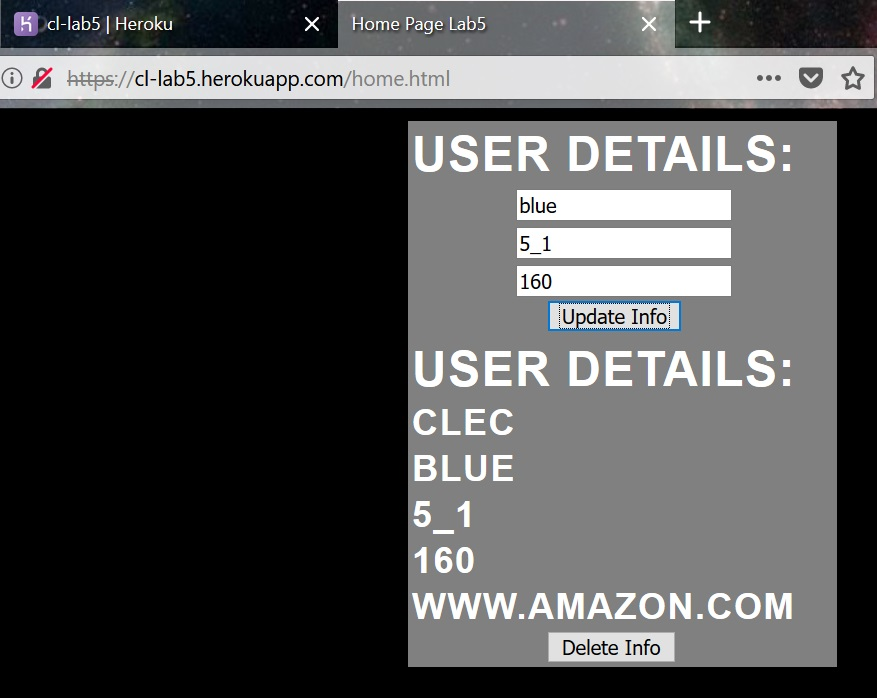 cl-lab5 | Heroku
Home Page Lab5
https://cl-lab5.herokuapp.com/home.html
USER DETAILS:
blue
5_1
160
Update Info
USER DETAILS:
CLEC
BLUE
5_1
160
WWW.AMAZON.COM
Delete Info